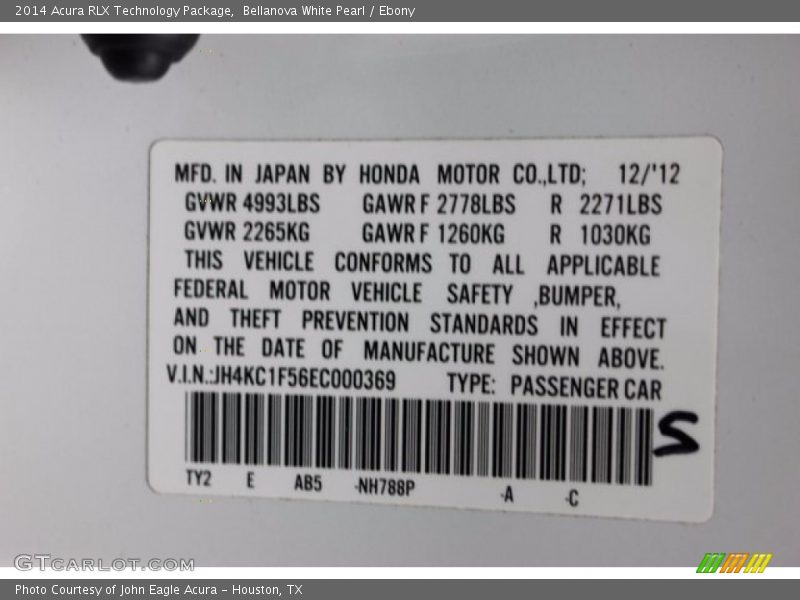 2014 Acura RLX Technology Package,  Bellanova White Pearl / Ebony
MFD. IN JAPAN BY HONDA MOTOR CO.,LTD; 12/'12
GVWR 4993LBS GAWR F 2778LBS R 2271LBS
GVWR 2265KG GAWR F 1260KG R 1030KG
THIS VEHICLE CONFORMS TO ALL APPLICABLE
FEDERAL MOTOR VEHICLE SAFETY ,BUMPER,
AND THEFT PREVENTION STANDARDS IN EFFECT
ON THE DATE OF MANUFACTURE SHOWN ABOVE.
V.I.N.:JH4KC1F56EC000369 TYPE: PASSENGER CAR
S
TY2 E AB5 -NH788P -A -C
GTCARLOT.COM
Photo Courtesy of John Eagle Acura - Houston, TX